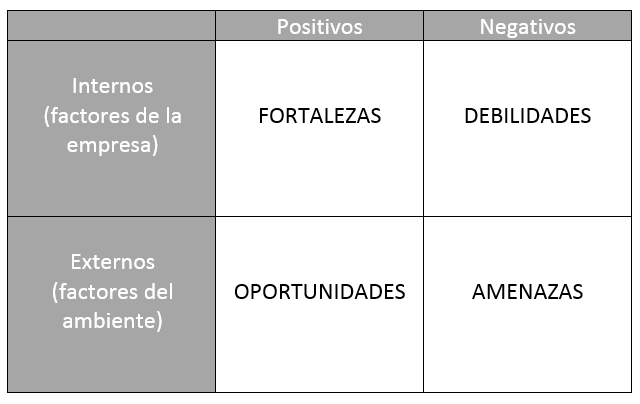 Positivos
Negativos
Internos
(factores de la
empresa)
FORTALEZAS
DEBILIDADES
Externos
(factores del
ambiente)
OPORTUNIDADES
AMENAZAS